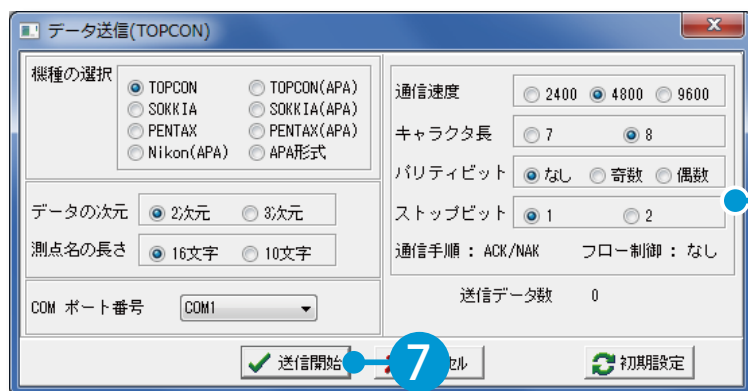 データ送信(TOPCON)
機種の選択
TOPCON TOPCON(APA)
SOKKIA SOKKIA(APA)
PENTAX PENTAX(APA)
Nikon(APA) APA形式
データの次元 2次元 3次元
測点名の長さ 16文字 10文字
COM ポート番号 COM1
通信速度 2400 4800 9600
キャラクタ長 7 8
パリティビット なし 奇数 偶数
ストップビット 1 2
通信手順 : ACK/NAK フロー制御 : なし
送信データ数 0
送信開始 7 セル 初期設定